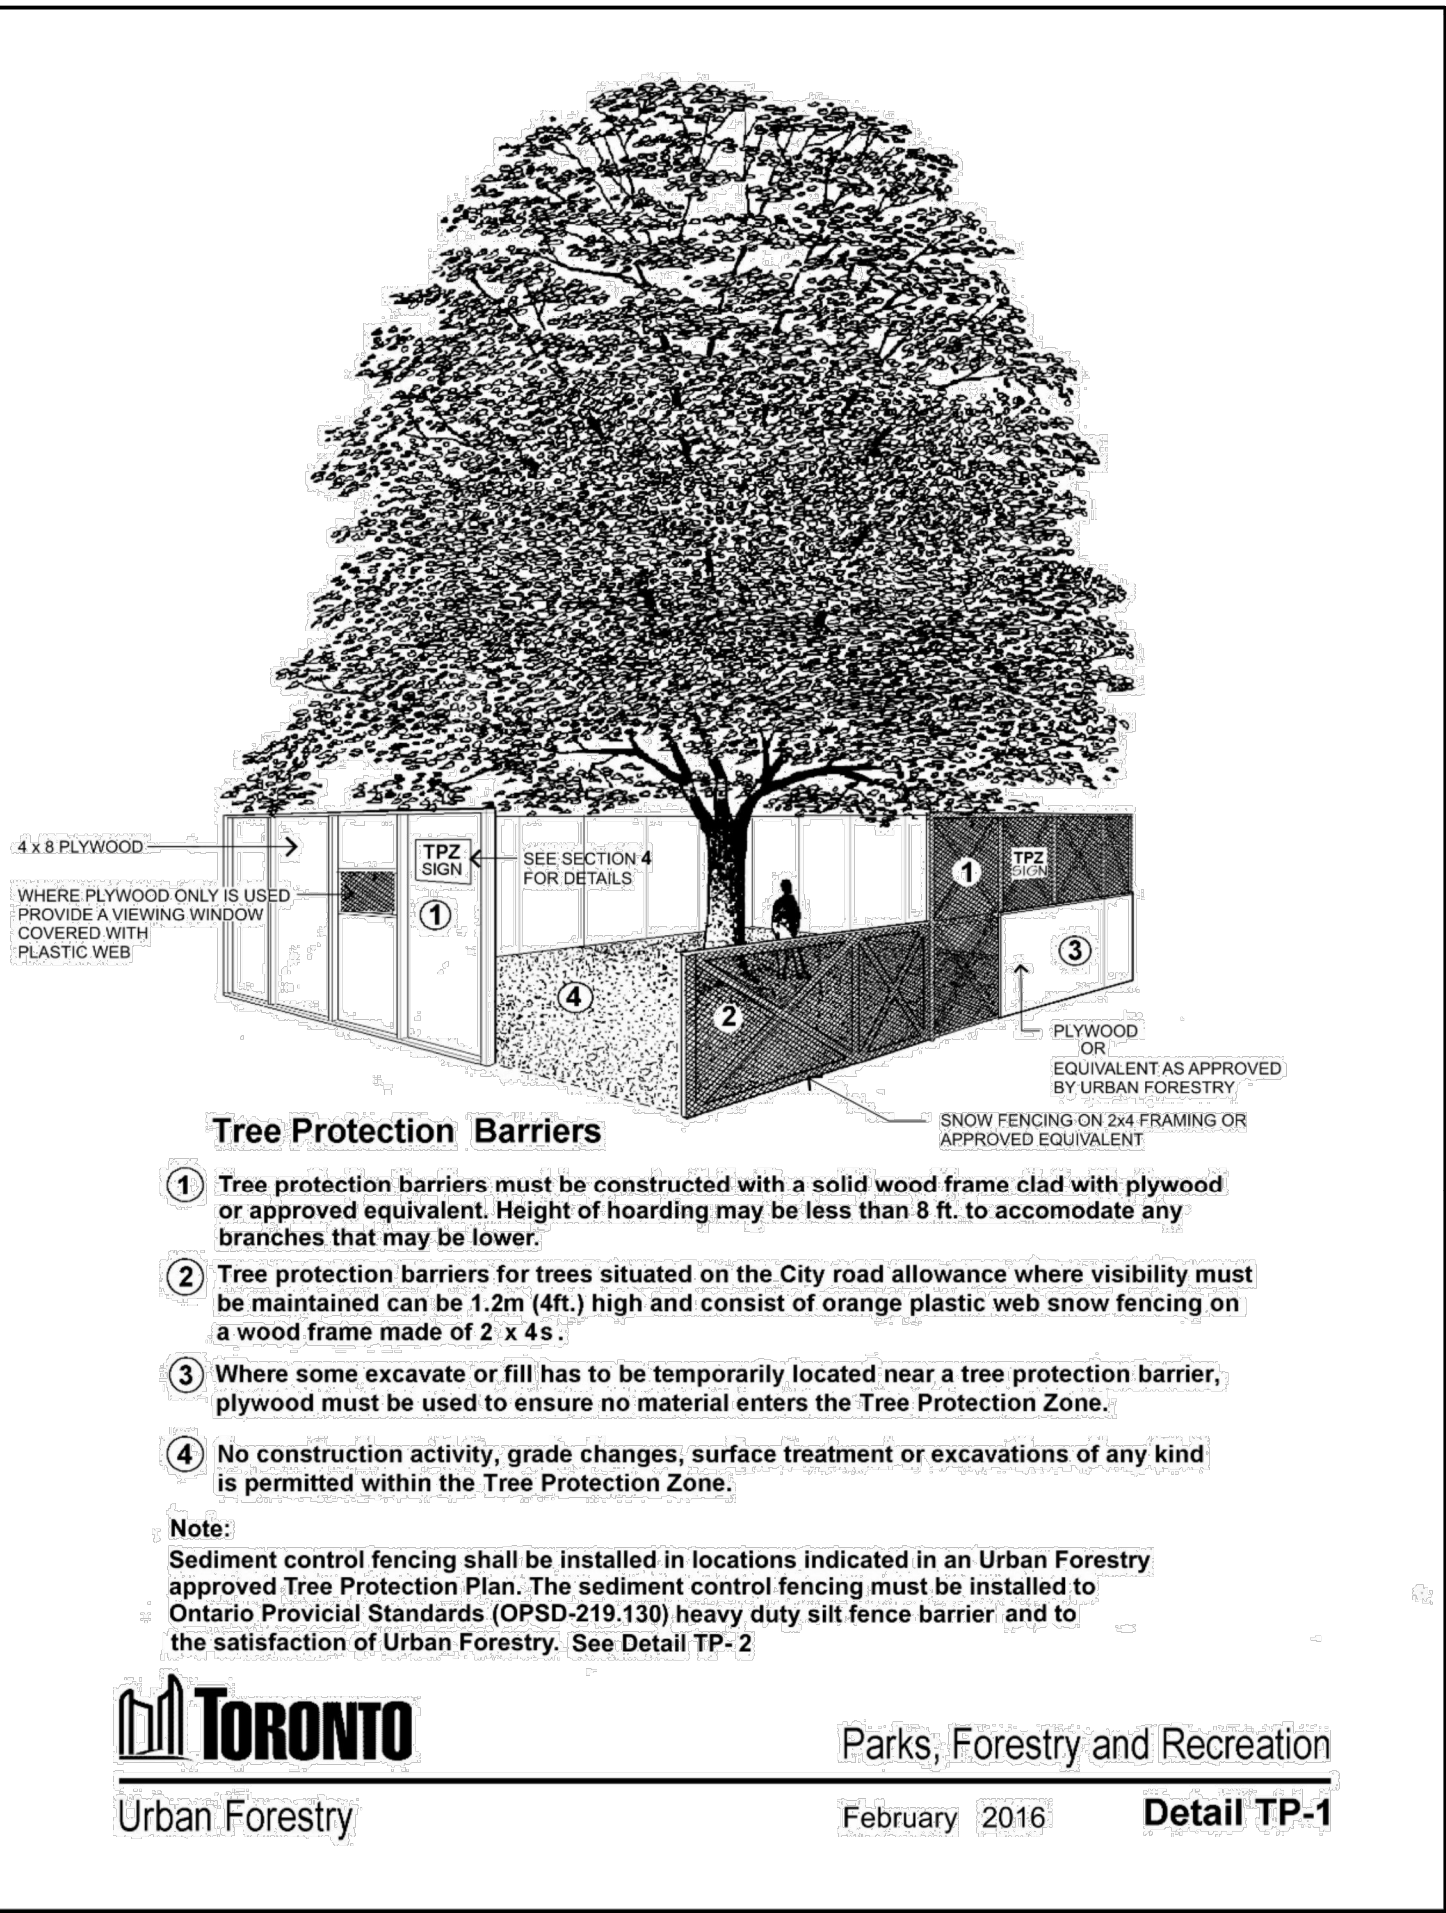 4 x 8 PLYWOOD
WHERE PLYWOOD ONLY IS USED
PROVIDE A VIEWING WINDOW
COVERED WITH
PLASTIC WEB
TPZ
SIGN
SEE SECTION 4
FOR DETAILS
1
4
2
1
TPZ
SIGN
3
PLYWOOD
OR
EQUIVALENT AS APPROVED
BY URBAN FORESTRY
SNOW FENCING ON 2x4 FRAMING OR
APPROVED EQUIVALENT
Tree Protection Barriers
1 Tree protection barriers must be constructed with a solid wood frame clad with plywood
or approved equivalent. Height of hoarding may be less than 8 ft. to accomodate any
branches that may be lower.
2 Tree protection barriers for trees situated on the City road allowance where visibility must
be maintained can be 1.2m (4ft.) high and consist of orange plastic web snow fencing on
a wood frame made of 2 x 4s.
3 Where some excavate or fill has to be temporarily located near a tree protection barrier,
plywood must be used to ensure no material enters the Tree Protection Zone.
4 No construction activity, grade changes, surface treatment or excavations of any kind
is permitted within the Tree Protection Zone.
Note:
Sediment control fencing shall be installed in locations indicated in an Urban Forestry
approved Tree Protection Plan. The sediment control fencing must be installed to
Ontario Provicial Standards (OPSD-219.130) heavy duty silt fence barrier and to
the satisfaction of Urban Forestry. See Detail TP- 2
TORONTO
Parks, Forestry and Recreation
Urban Forestry
February 2016
Detail TP-1